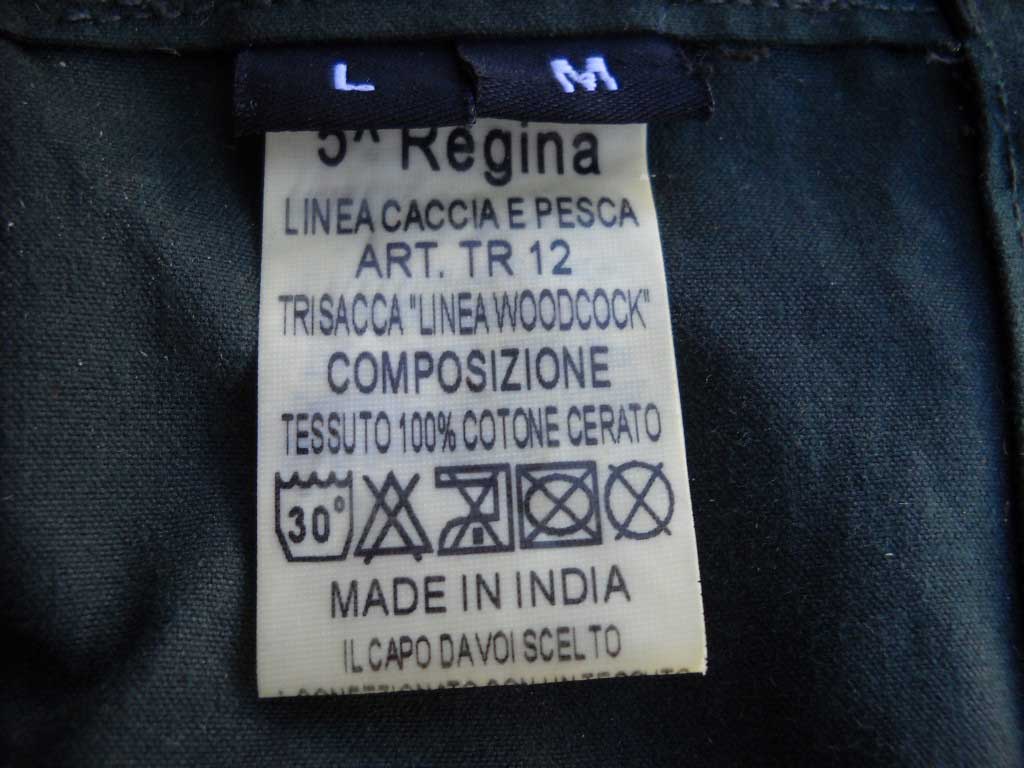 L M
5^ Regina
LINEA CACCIA E PESCA
ART. TR 12
TRISACCA "LINEA WOODCOCK"
COMPOSIZIONE
TESSUTO 100% COTONE CERATO
30°
MADE IN INDIA
IL CAPO DA VOI SCELTO